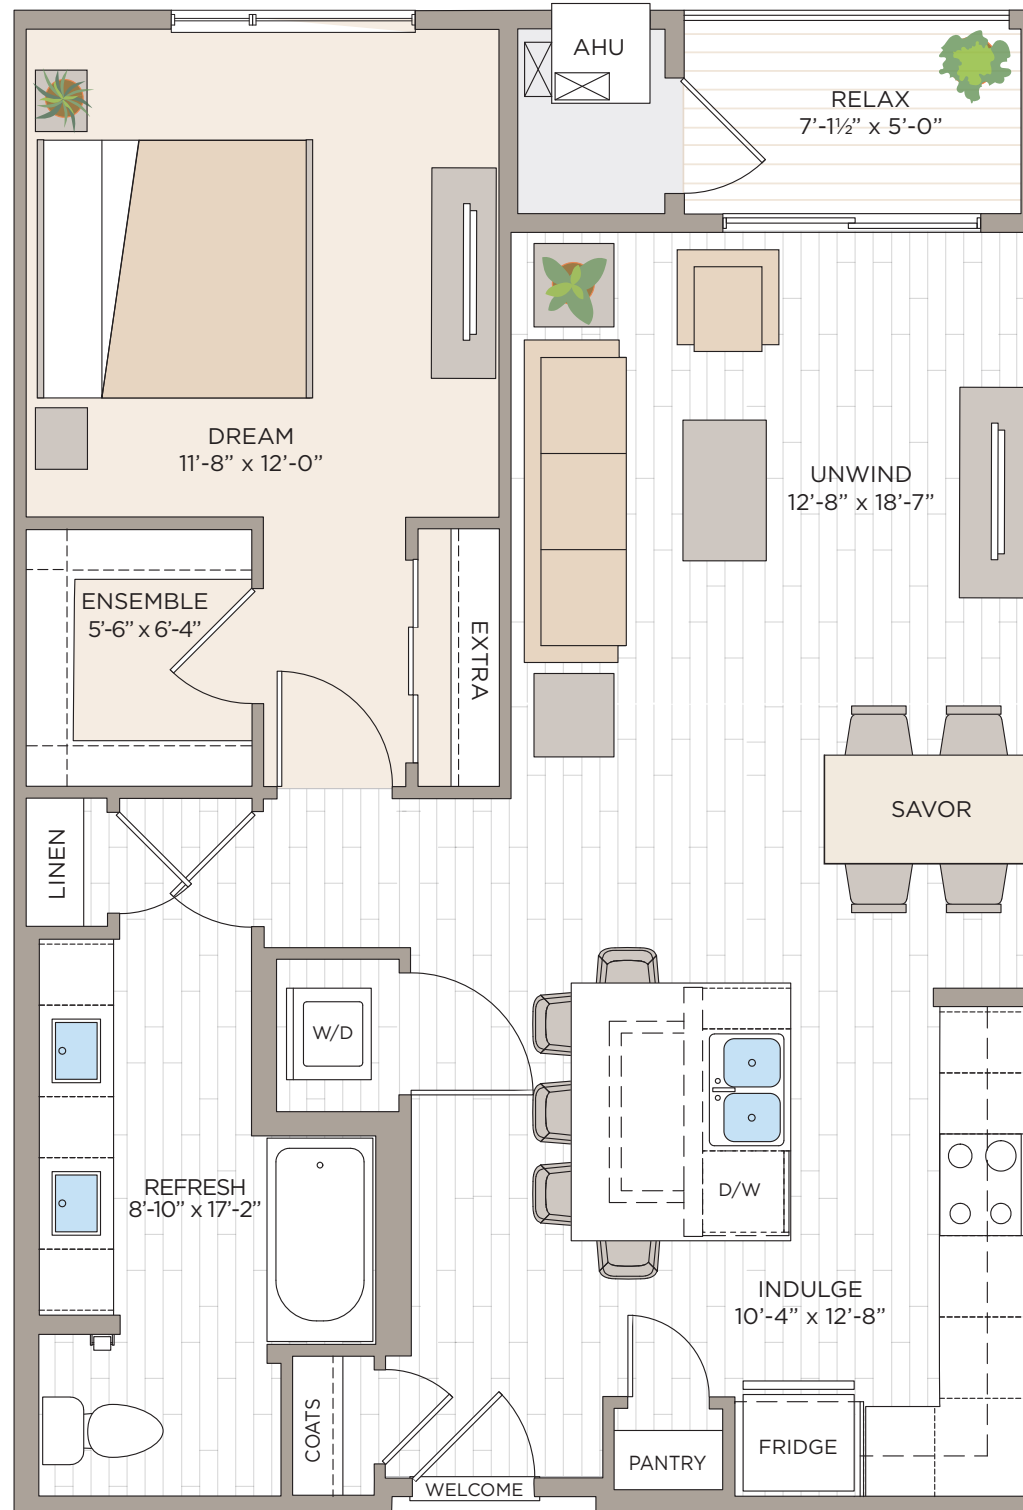 AHU
RELAX
7’-1½” x 5’-0”
DREAM
11’-8” x 12’-0”
UNWIND
12’-8” x 18’-7”
ENSEMBLE
5’-6” x 6’-4”
EXTRA
SAVOR
LINEN
W/D
REFRESH
8’-10” x 17’-2”
D/W
INDULGE
10’-4” x 12’-8”
COATS
PANTRY
FRIDGE
WELCOME